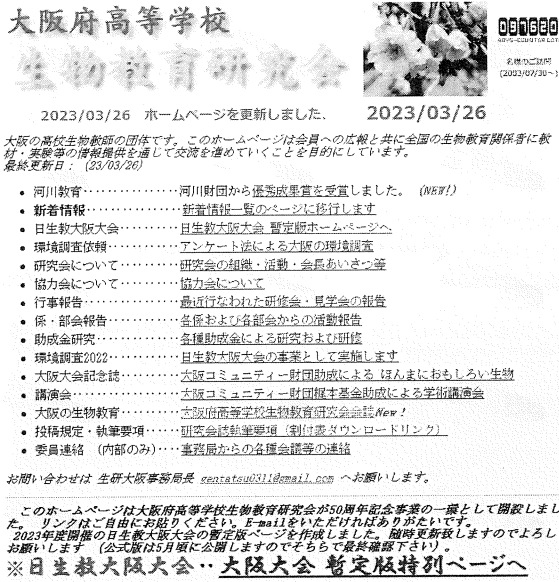 大阪府高等学校
生物教育研究会
097620
名様のご訪問
(2003/07/30~)
2023/03/26 ホームページを更新しました、
2023/03/26
大阪の高校生物教師の団体です。このホームページは会員への広報と共に全国の生物教育関係者に教
材・実験等の情報提供を通じて交流を進めていくことを目的にしています。
最終更新日: (23/03/26)
• 河川教育・・・・・・・・・・・・・・・河川財団から優秀成果賞を受賞しました。 (NEW!)
• 新着情報・・・・・・・・・・・・・・・新着情報一覧のページに移行します
• 日生教大阪大会・・・・・・・・・日生教大阪大会 暫定版ホームページへ
• 環境調査依頼・・・・・・・・・・・アンケート法による大阪の環境調査
• 研究会について・・・・・・・・・研究会の組織・活動・会長あいさつ等
• 協力会について・・・・・・・・・協力会について
• 行事報告・・・・・・・・・・・・・・・最近行なわれた研修会・見学会の報告
• 係・部会報告・・・・・・・・・・・各係および各部会からの活動報告
• 助成金研究・・・・・・・・・・・・・各種助成金による研究および研修
• 環境調査2022・・・・・・・・・・・日生教大阪大会の事業として実施します
• 大阪大会記念誌・・・・・・・・・大阪コミュニティー財団助成による ほんまにおもしろい生物
• 講演会・・・・・・・・・・・・・・・・・大阪コミュニティー財団梶本基金助成による学術講演会
• 大阪の生物教育・・・・・・・・・大阪府高等学校生物教育研究会会誌New!
• 投稿規定・執筆要項・・・・・研究会誌執筆要項(割付表ダウンロードリンク)
• 委員連絡 (内部のみ)・・・・事務局からの各種会議等の連絡
お問い合わせは 生研大阪事務局長 genratsu0311@gmail.com へお願いします。
このホームページは大阪府高等学校生物教育研究会が50周年記念事業の一環として開設しまし
た。 リンクはご自由にお貼りください。E-mailをいただければありがたいです。
2023年度開催の日生教大阪大会の暫定版ページを作成しました。随時更新致しますのでよろし
お願いします (公式版は5月頃に公開しますのでそちらで最終確認下さい)。
※日生教大阪大会・・大阪大会 暫定版特別ページへ